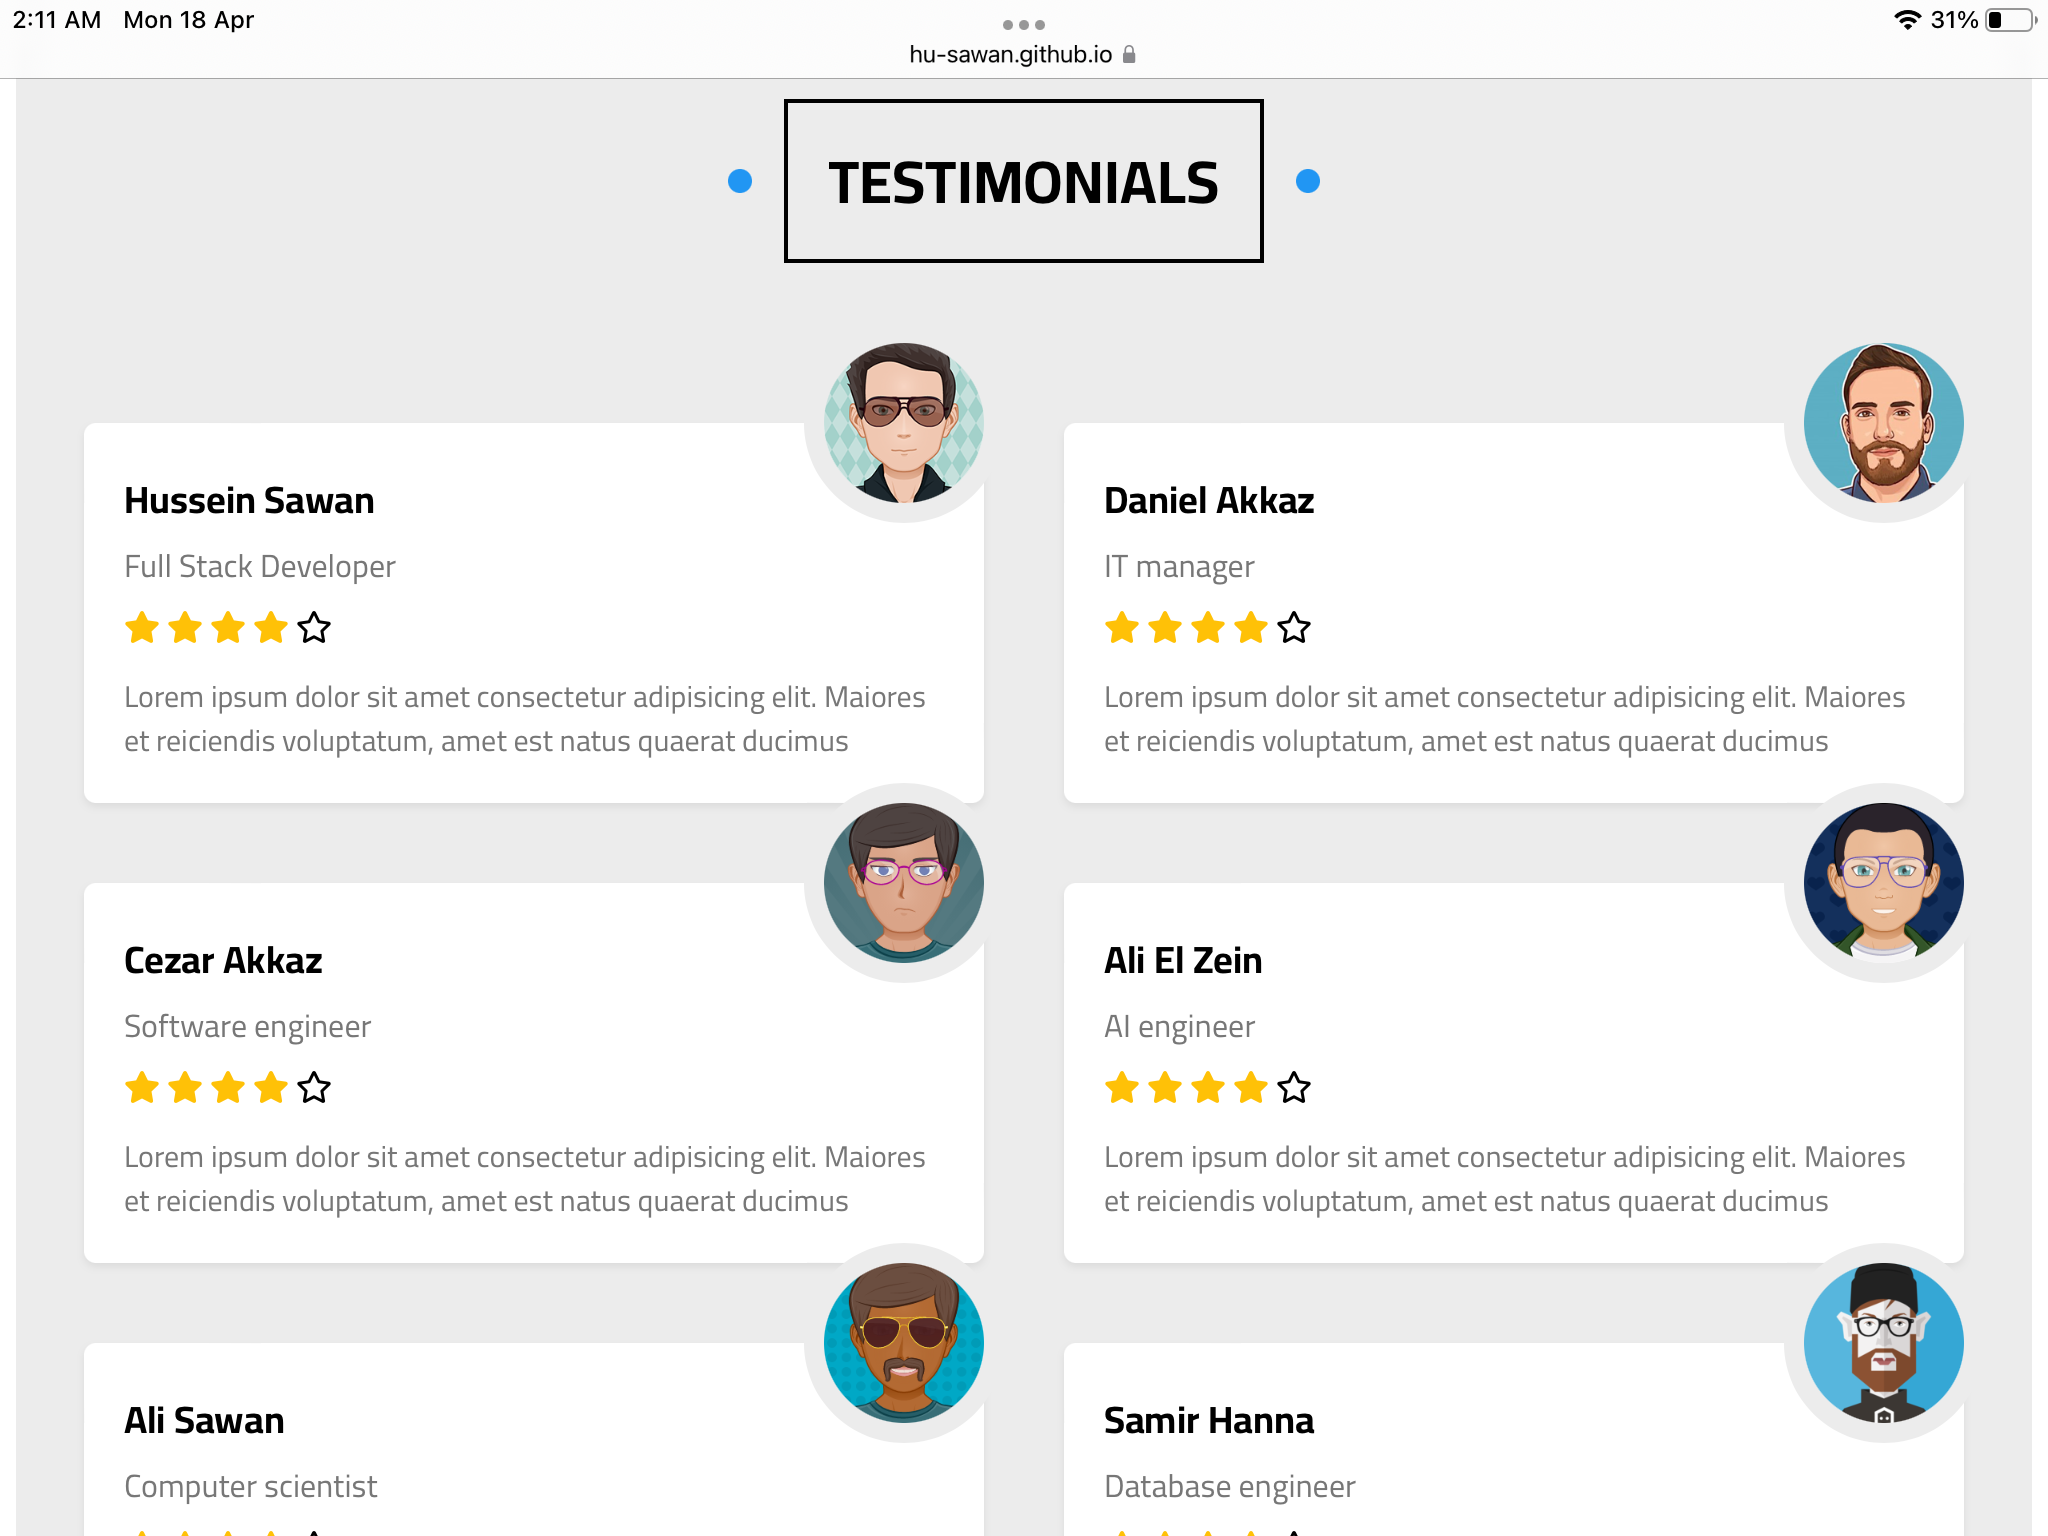 2:11 AM Mon 18 Apr
31%
hu-sawan.github.io
TESTIMONIALS
Hussein Sawan
Full Stack Developer
Lorem ipsum dolor sit amet consectetur adipisicing elit. Maiores
et reiciendis voluptatum, amet est natus quaerat ducimus
Daniel Akkaz
IT manager
Lorem ipsum dolor sit amet consectetur adipisicing elit. Maiores
et reiciendis voluptatum, amet est natus quaerat ducimus
Cezar Akkaz
Software engineer
Lorem ipsum dolor sit amet consectetur adipisicing elit. Maiores
et reiciendis voluptatum, amet est natus quaerat ducimus
Ali El Zein
AI engineer
Lorem ipsum dolor sit amet consectetur adipisicing elit. Maiores
et reiciendis voluptatum, amet est natus quaerat ducimus
Ali Sawan
Computer scientist
Samir Hanna
Database engineer